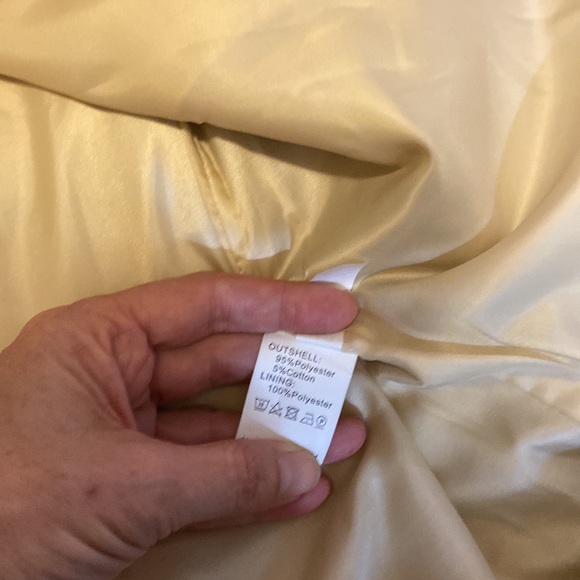 OUTSHELL:
95%Polyester
5%Cotton
LINING:
100%Polyester